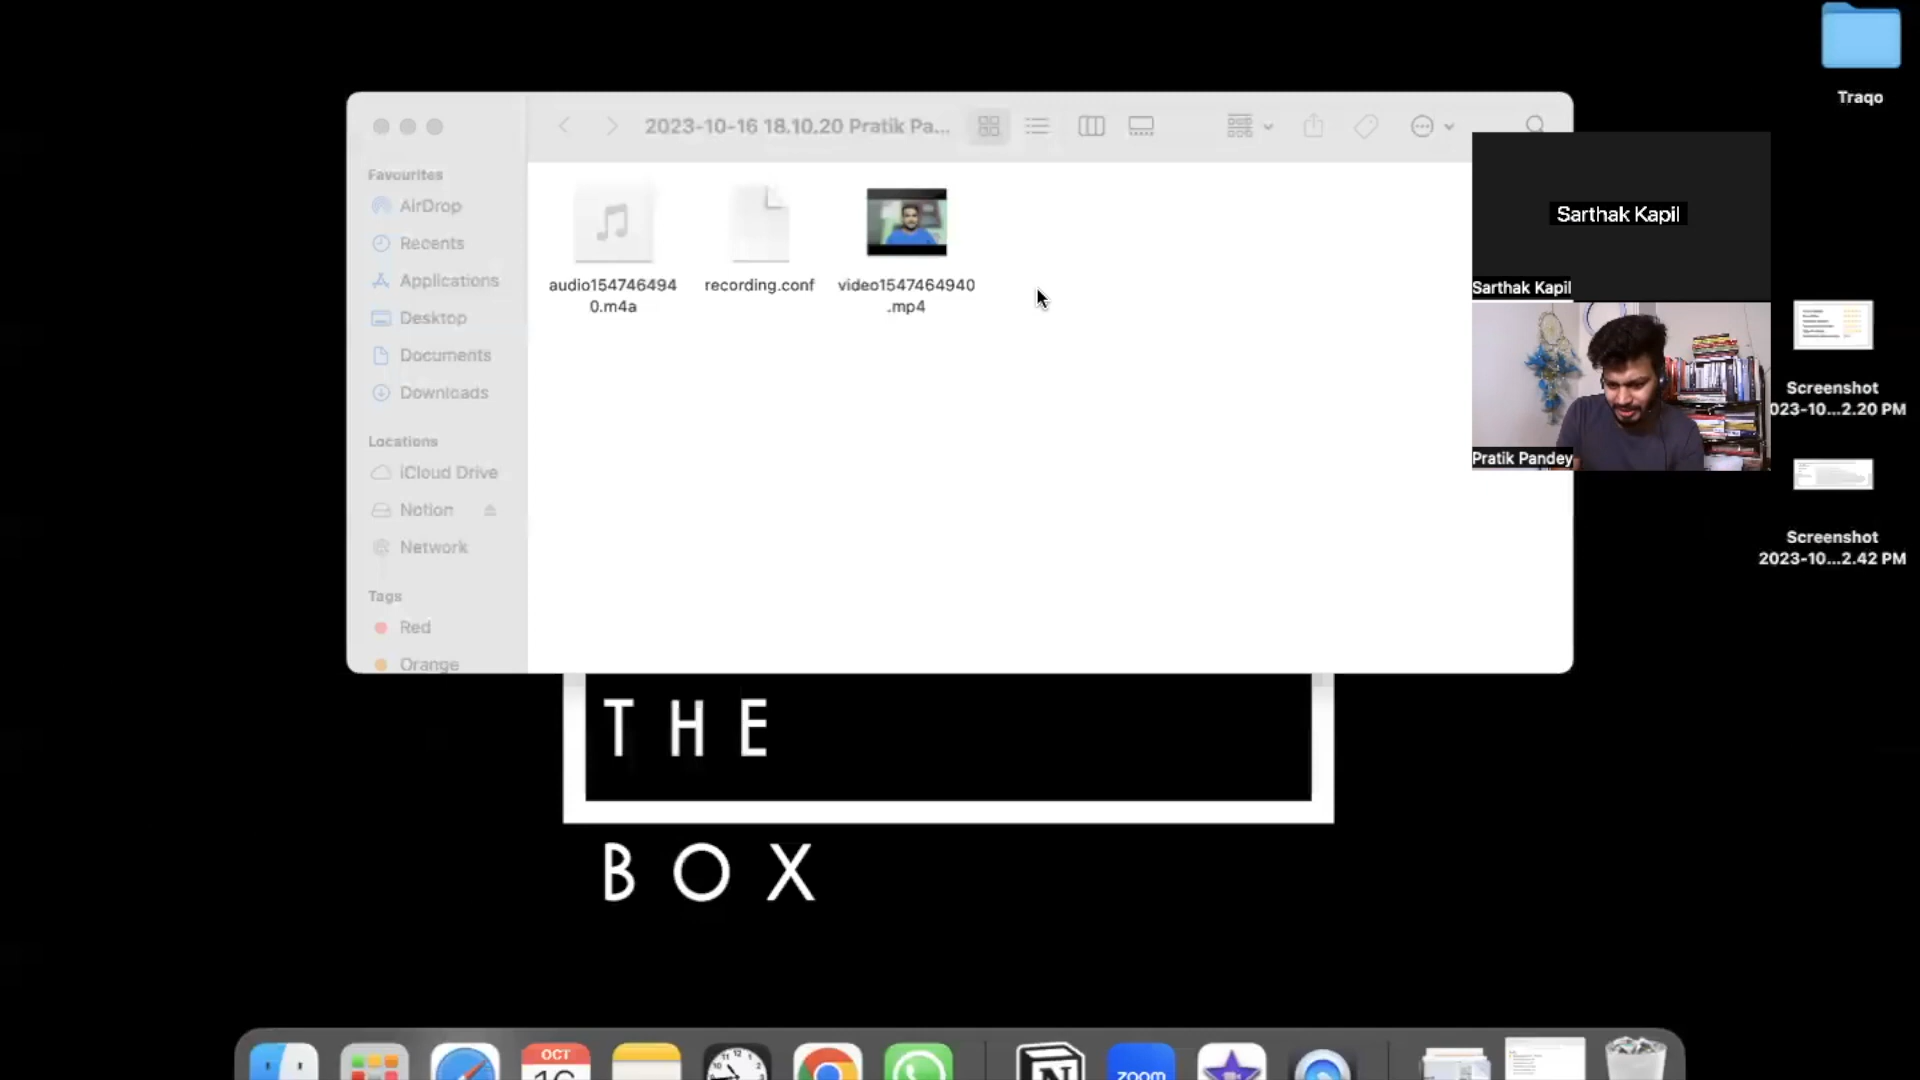 Traqo
2023-10-16 18.10.20 Pratik Pa...
Favourites
AirDrop
Recents
Applications
Desktop
Documents
Downloads
Locations
iCloud Drive
Notion
Network
Tags
Red
Orange
audio154746494
0.m4a
recording.conf
video1547464940
.mp4
Sarthak Kapil
Sarthak Kapil
Pratik Pandey
Screenshot
023-10...2.20 PM
Screenshot
2023-10...2.42 PM
THE
BOX
OCT
16
zoom